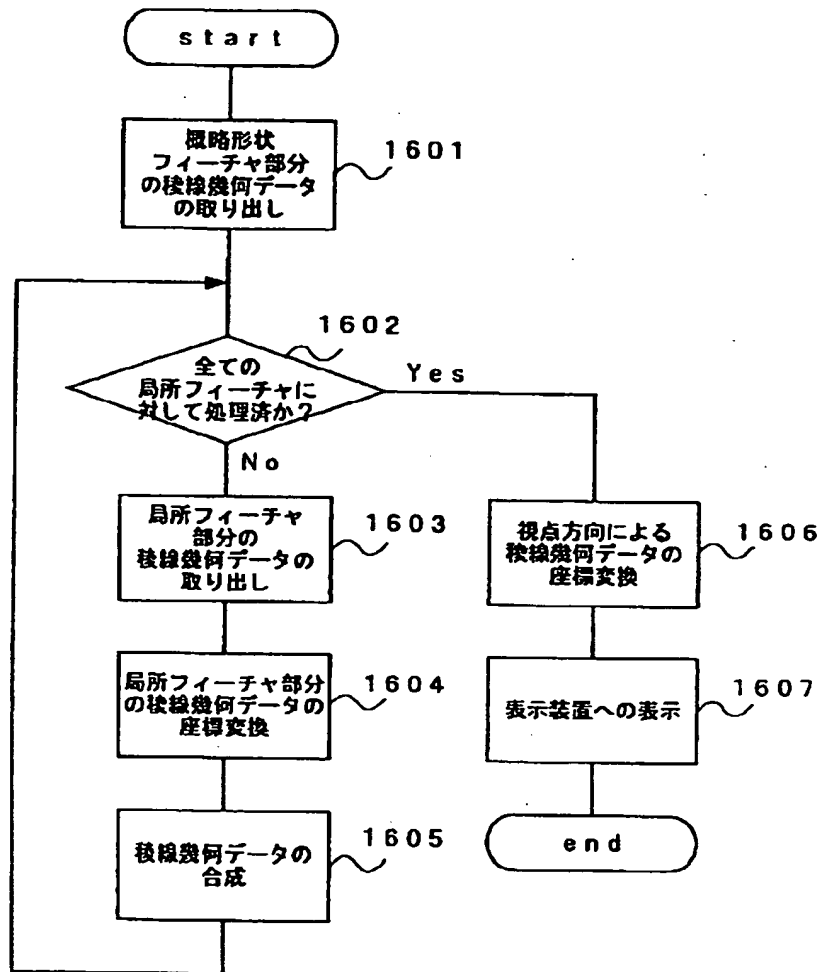 start
概略形状
フィーチャ部分
の稜線幾何データ
の取り出し
1601
1602
全ての
局所フィーチャに
対して処理済か？
Yes
No
局所フィーチャ
部分の
稜線幾何データの
取り出し
1603
局所フィーチャ部分
の稜線幾何データの
座標変換
1604
稜線幾何データの
合成
1605
視点方向による
稜線幾何データの
座標変換
1606
表示装置への表示
1607
end